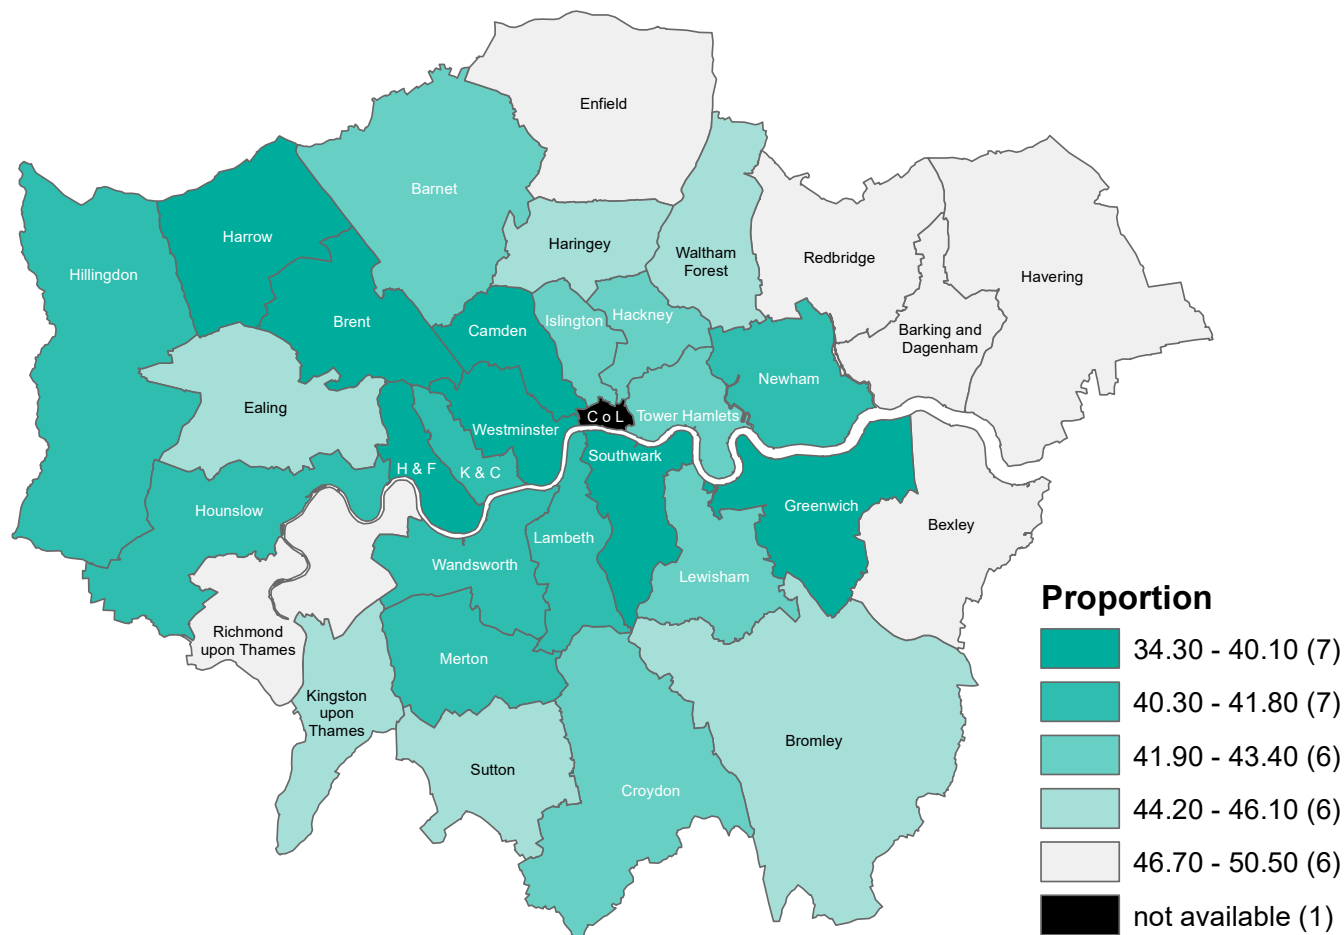 Enfield
Barnet
Harrow
Haringey
Waltham
Forest
Redbridge
Havering
Hillingdon
Brent
Camden
Islington
Hackney
Barking and
Dagenham
Newham
Ealing
Westminster
C o L
Tower Hamlets
H & F
K & C
Southwark
Hounslow
Greenwich
Bexley
Lambeth
Wandsworth
Lewisham
Richmond
upon Thames
Merton
Kingston
upon
Thames
Sutton
Croydon
Bromley
Proportion
34.30 - 40.10 (7)
40.30 - 41.80 (7)
41.90 - 43.40 (6)
44.20 - 46.10 (6)
46.70 - 50.50 (6)
not available (1)